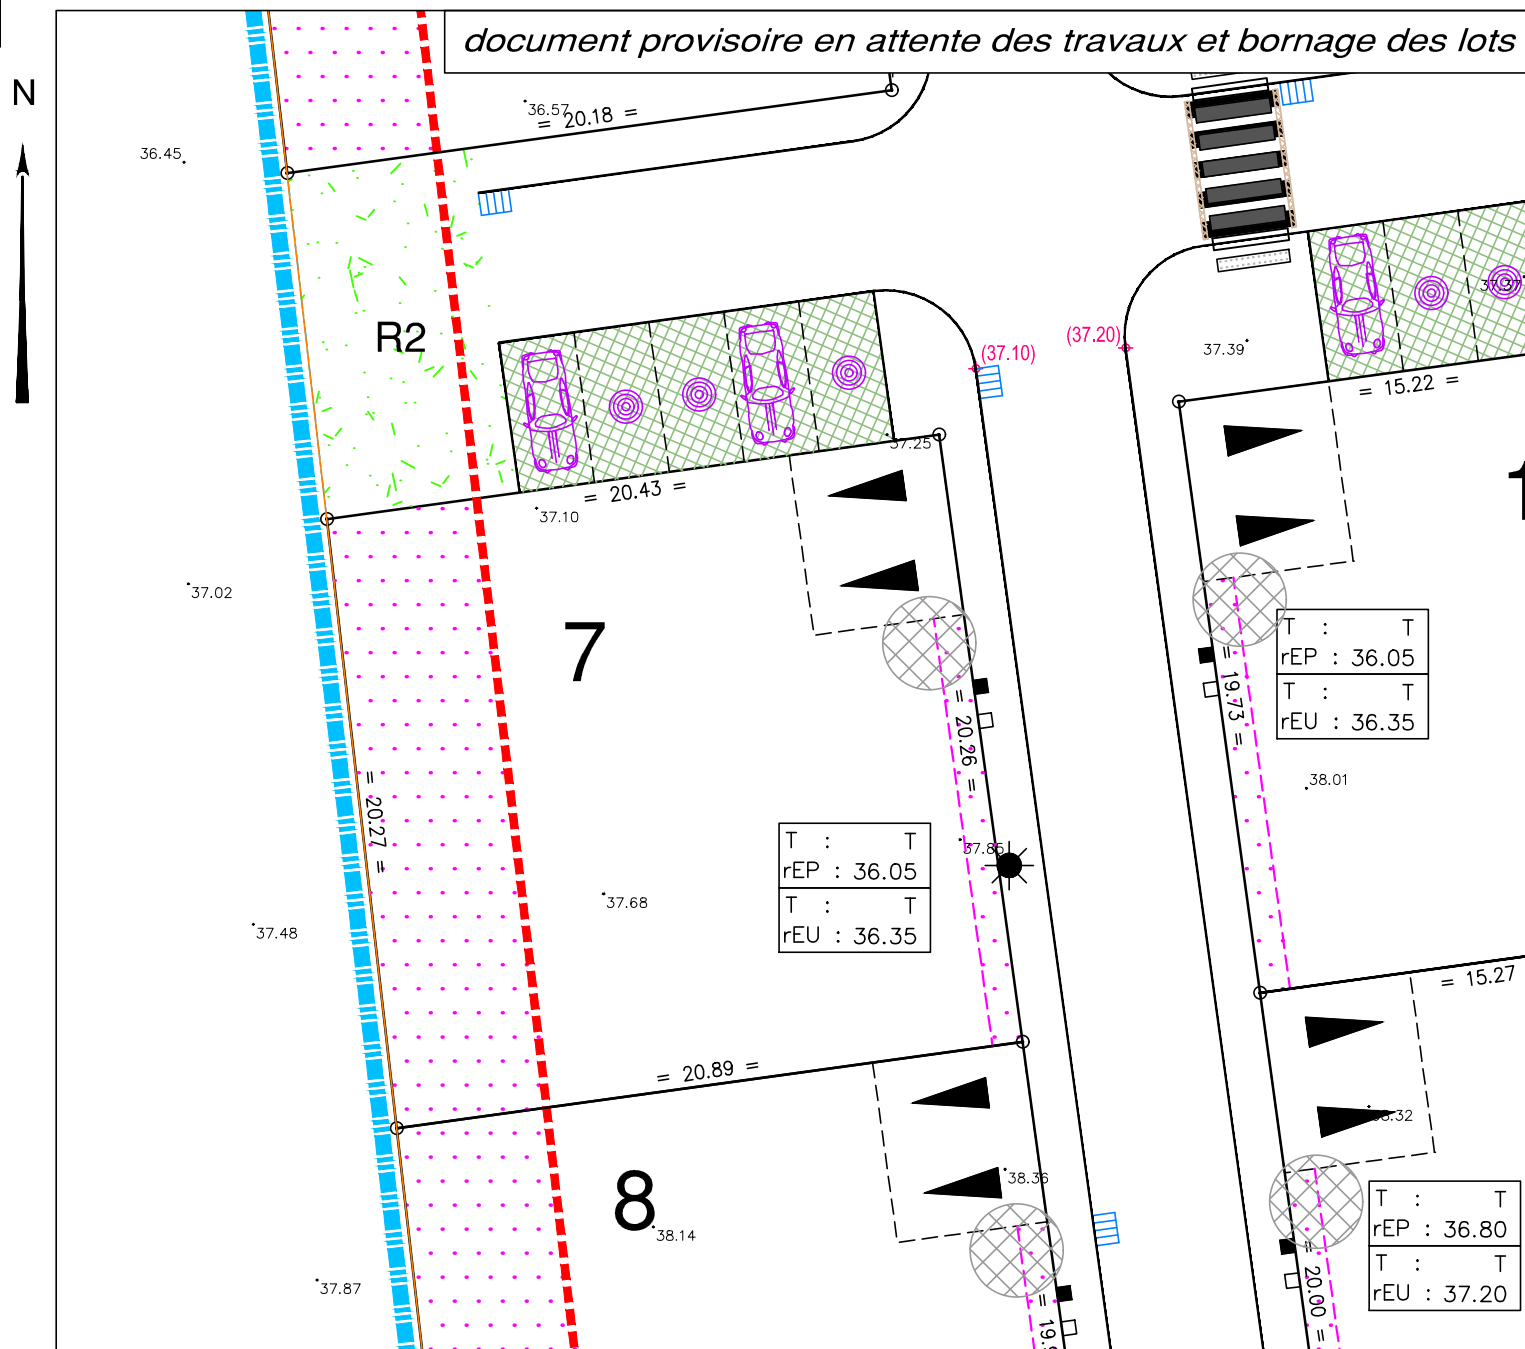 document provisoire en attente des travaux et bornage des lots
N
36.57
= 20.18 =
36.45
R2
(37.10)
(37.20)
37.39
37.37
= 15.22 =
37.25
= 20.43 =
37.10
37.02
7
T : T
rEP : 36.05
T : T
rEU : 36.35
= 19.73 =
= 20.26 =
38.01
= 20.27 =
37.85
T : T
rEP : 36.05
T : T
rEU : 36.35
37.68
37.48
= 15.27
= 20.89 =
38.32
8
38.36
38.14
T : T
rEP : 36.80
T : T
rEU : 37.20
37.87
= 20.00 =